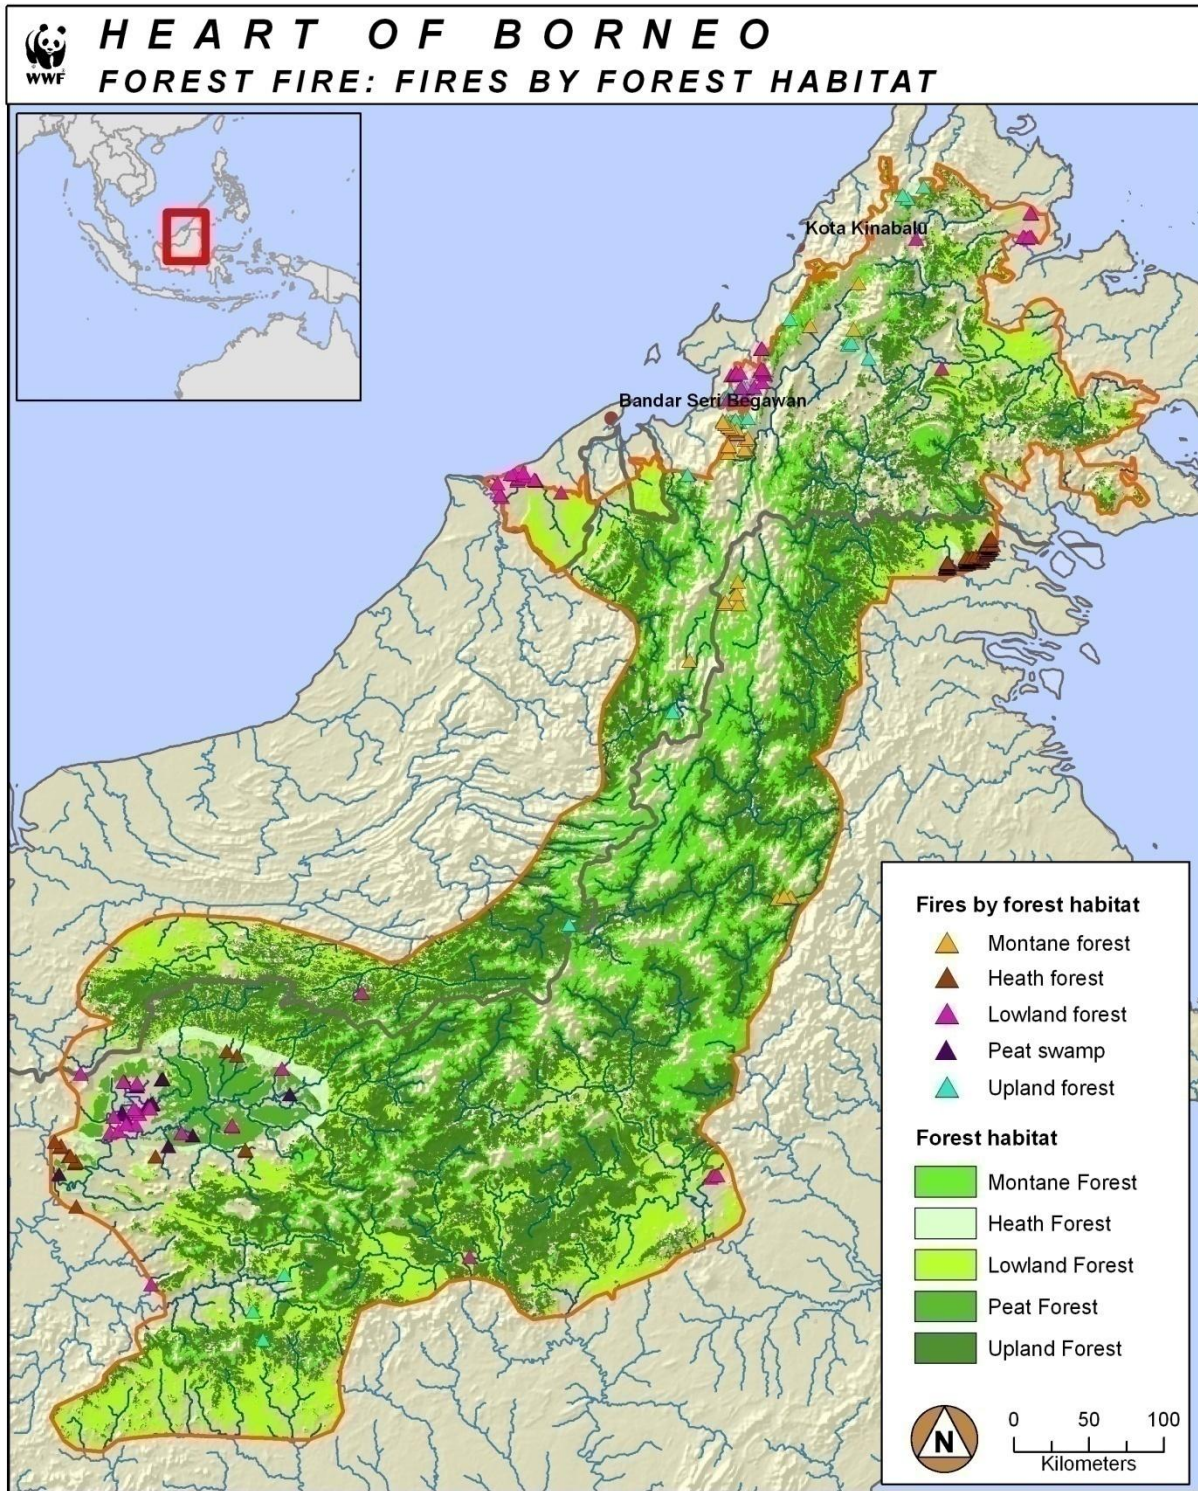 HEART OF BORNEO
WWF
FOREST FIRE: FIRES BY FOREST HABITAT
Kota Kinabalu
Bandar Seri Begawan
Fires by forest habitat
Montane forest
Heath forest
Lowland forest
Peat swamp
Upland forest
Forest habitat
Montane Forest
Heath Forest
Lowland Forest
Peat Forest
Upland Forest
N
0 50 100
Kilometers